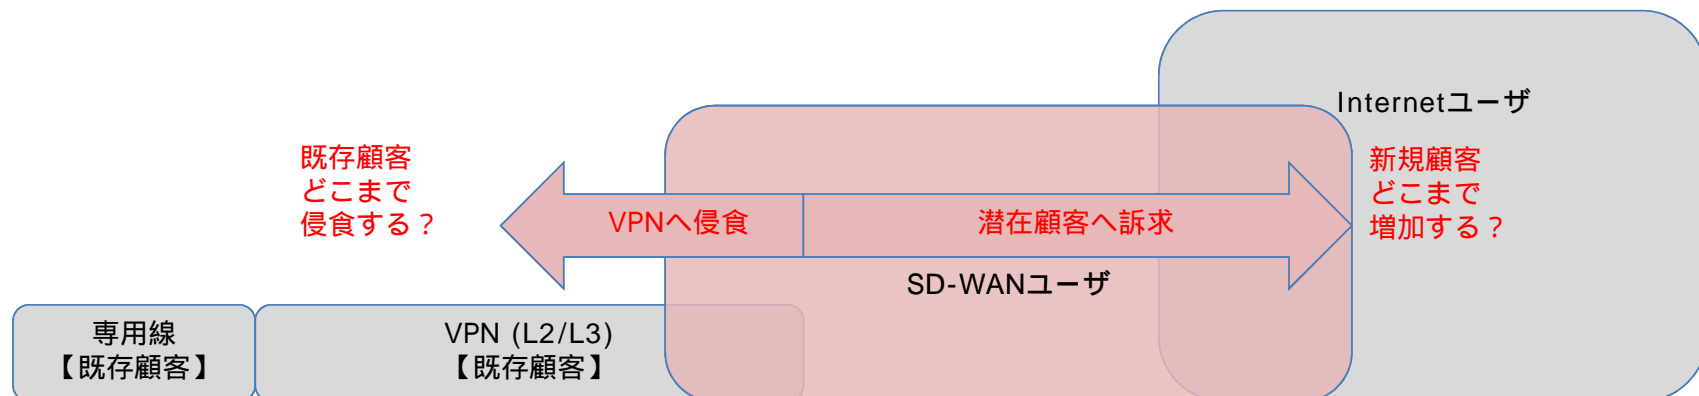 Internetユーザ
既存顧客
どこまで
侵食する？
VPNへ侵食
潜在顧客へ訴求
新規顧客
どこまで
増加する？
SD-WANユーザ
専用線
【既存顧客】
VPN (L2/L3)
【既存顧客】